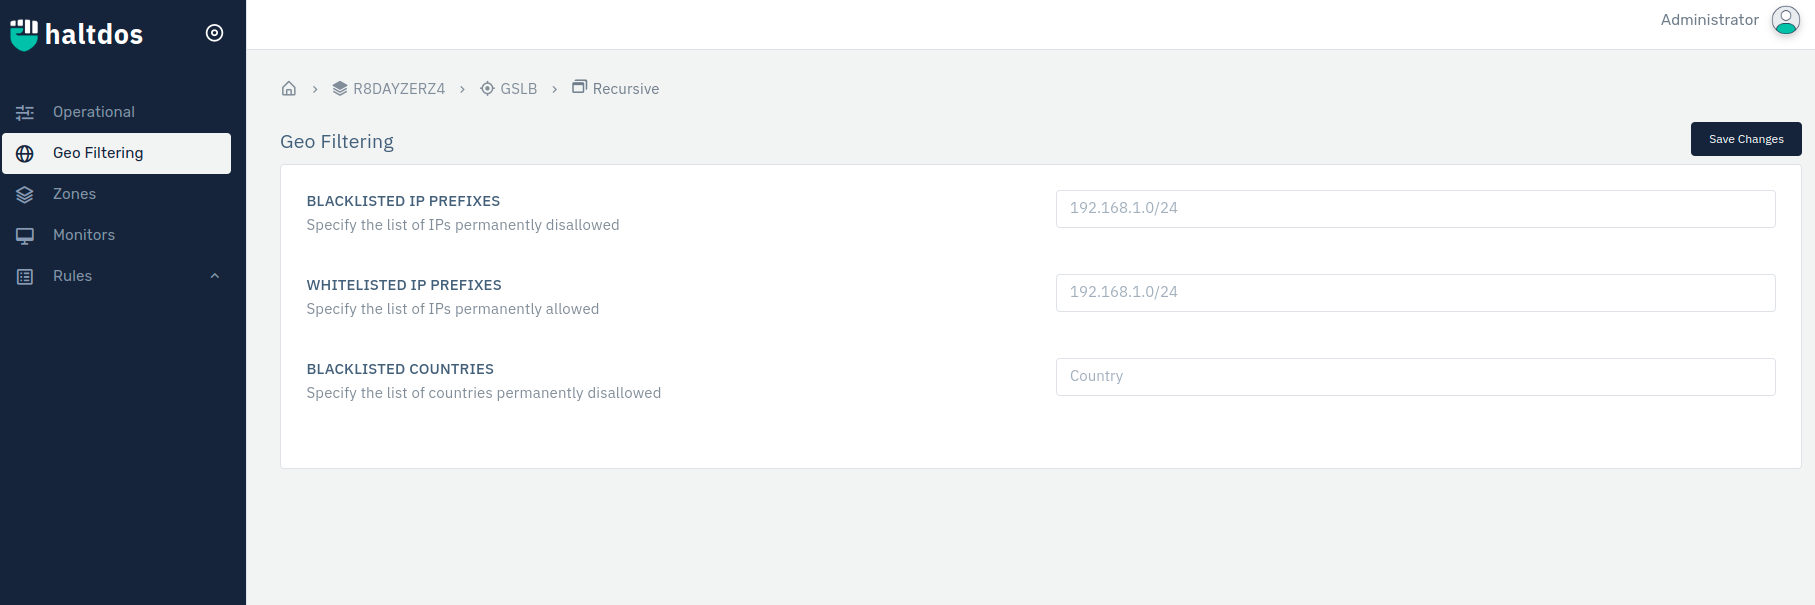 haltdos
Administrator
Operational
Geo Filtering
Zones
Monitors
Rules
R8DAYZERZ4
GSLB
Recursive
Geo Filtering
Save Changes
BLACKLISTED IP PREFIXES
Specify the list of IPs permanently disallowed
192.168.1.0/24
WHITELISTED IP PREFIXES
Specify the list of IPs permanently allowed
192.168.1.0/24
BLACKLISTED COUNTRIES
Specify the list of countries permanently disallowed
Country